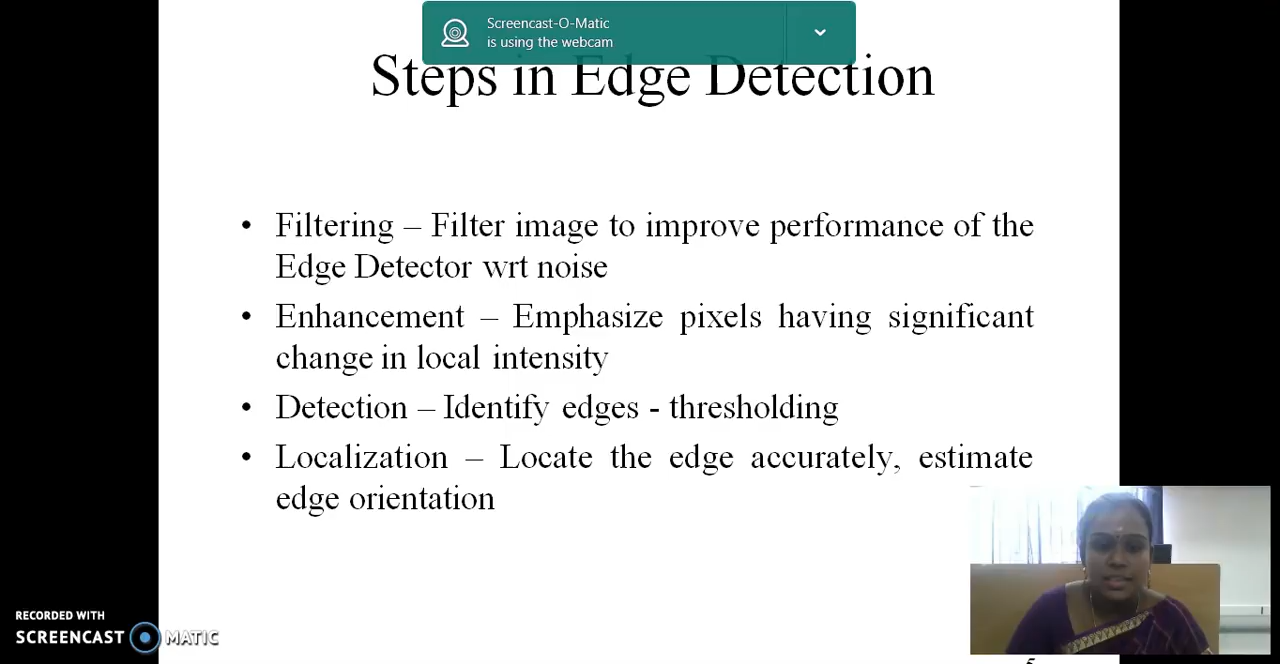 Screencast-O-Matic
is using the webcam
Steps in Edge Detection
• Filtering – Filter image to improve performance of the
Edge Detector wrt noise
• Enhancement – Emphasize pixels having significant
change in local intensity
• Detection – Identify edges - thresholding
• Localization – Locate the edge accurately, estimate
edge orientation
RECORDED WITH
SCREENCAST MATIC